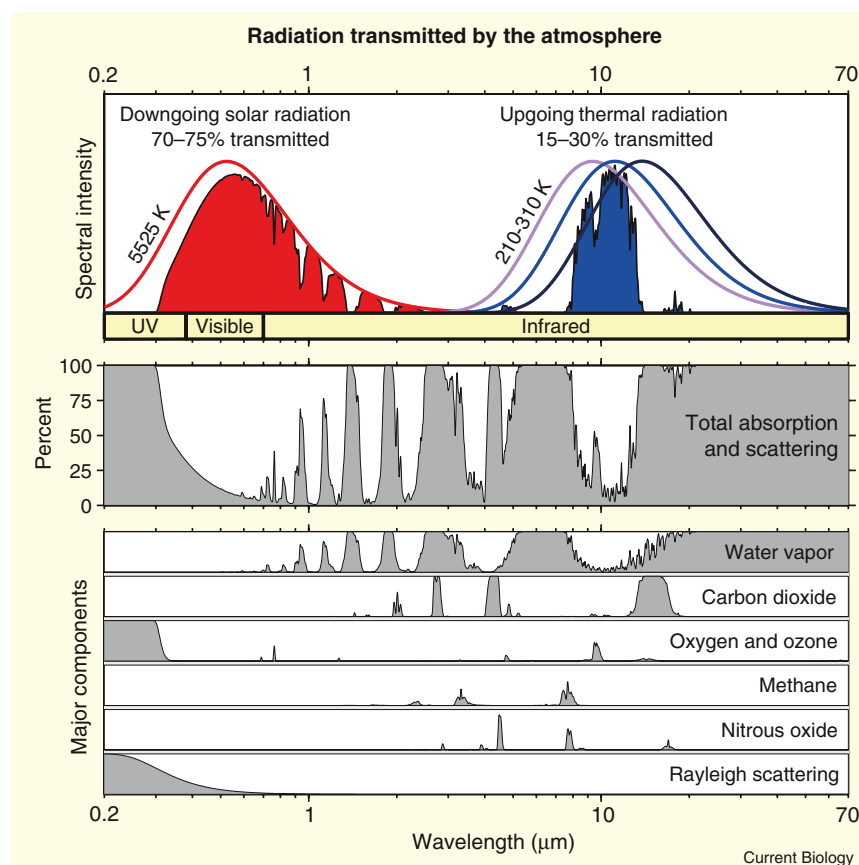 Radiation transmitted by the atmosphere
0.2 1 10 70
Downgoing solar radiation
70–75% transmitted
Upgoing thermal radiation
15–30% transmitted
Spectral intensity
5525 K
210-310 K
UV Visible Infrared
Percent
100
75
50
25
0
Total absorption
and scattering
Major components
Water vapor
Carbon dioxide
Oxygen and ozone
Methane
Nitrous oxide
Rayleigh scattering
0.2 1 10 70
Wavelength (μm)
Current Biology